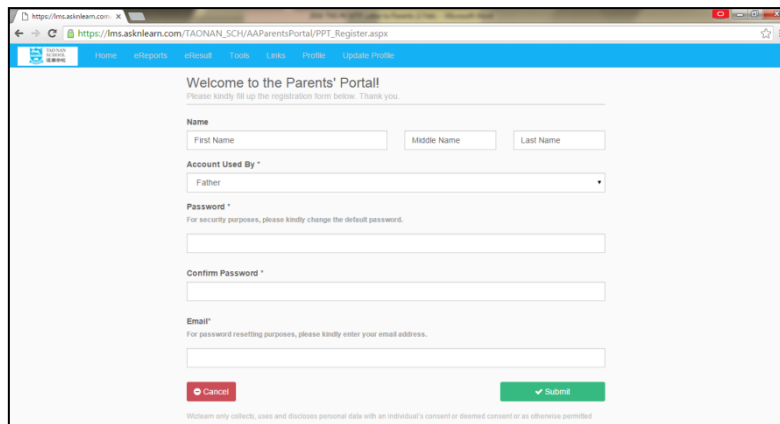 https://lms.asknlearn.com
https://lms.asknlearn.com/TAONAN_SCH/AAParentsPortal/PPT_Register.aspx
TAO NAN
SCHOOL
Home eReports eResult Tools Links Profile Update Profile
Welcome to the Parents' Portal!
Please kindly fill up the registration form below. Thank you.
Name
First Name Middle Name Last Name
Account Used By *
Father
Password *
For security purposes, please kindly change the default password.
Confirm Password *
Email*
For password resetting purposes, please kindly enter your email address.
Cancel Submit
Wizlearn only collects, uses and discloses personal data with an individual's consent or deemed consent or as otherwise permitted